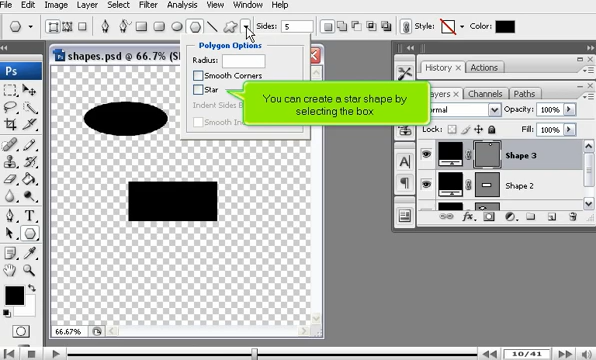 File Edit Image Layer Select Filter Analysis View Window Help
Sides: 5 Style: Color:
Polygon Options
Radius:
Smooth Corners
Star
Indent Sides B
Smooth In
You can create a star shape by
selecting the box
Ps
shapes.psd @ 66.7% (S
History Actions
ayers Channels Paths
rmal Opacity: 100%
Lock: Fill: 100%
Shape 3
Shape 2
66.67%
10/41